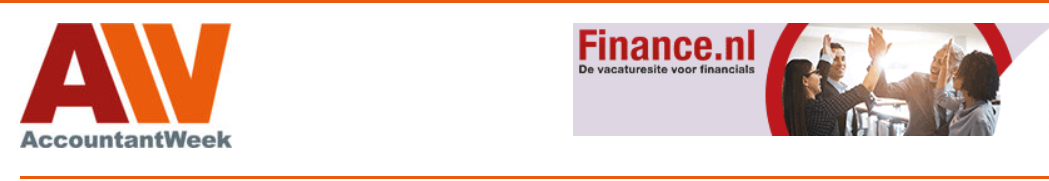 AW
AccountantWeek
Finance.nl
De vacaturesite voor financials